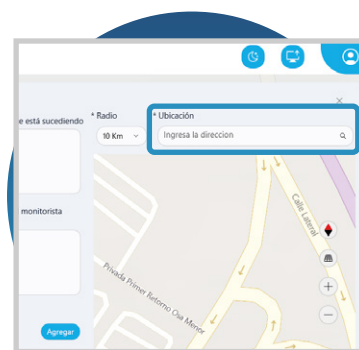 e está sucediendo
* Radio
* Ubicación
10 Km
Ingresa la direccion
monitorista
Calle Lateral
Privada Primer Retorno Osa Menor
Agregar